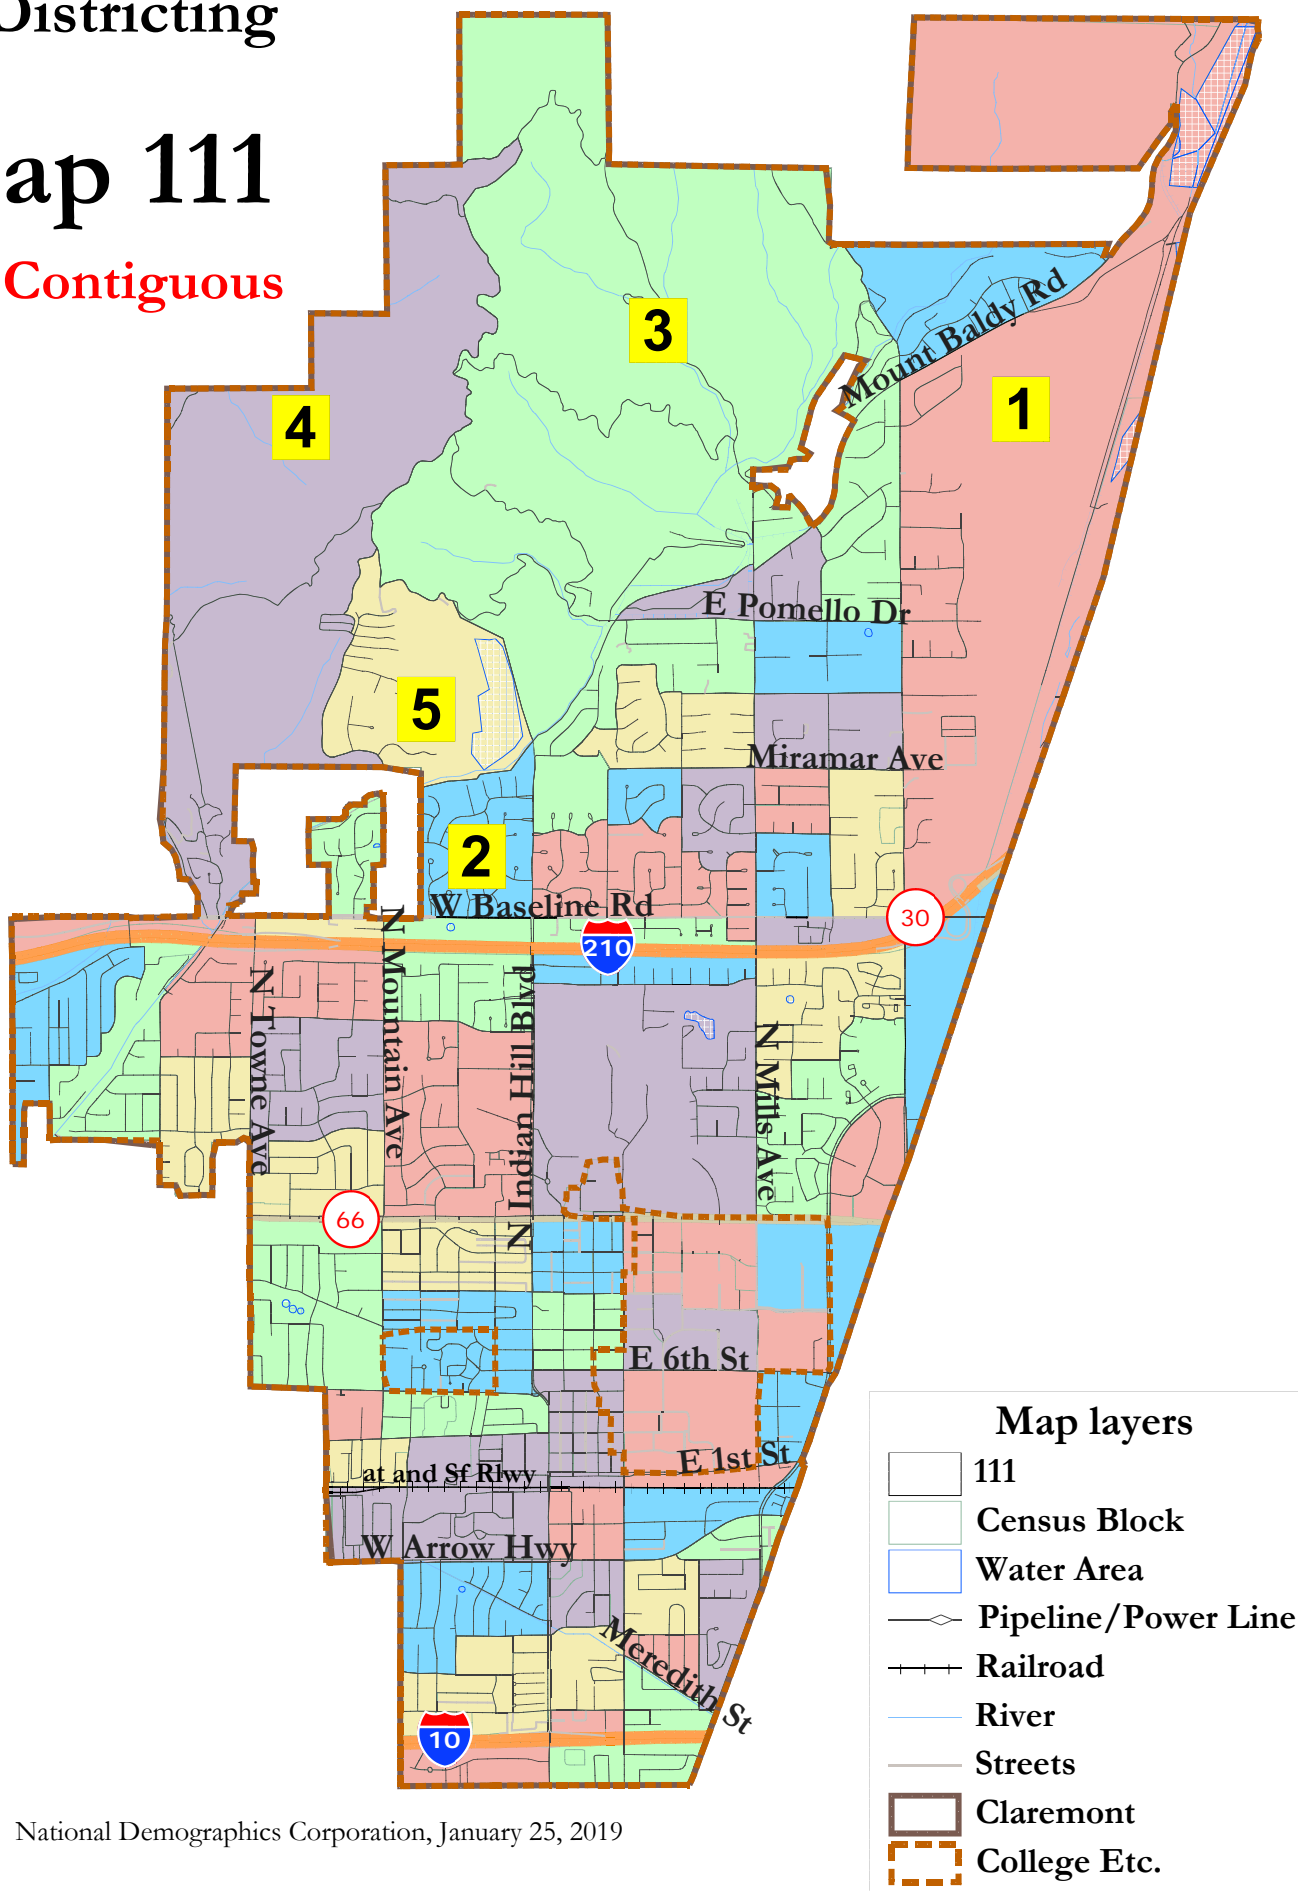 Districting
ap 111
Contiguous
3
Mount Baldy Rd
1
4
E Pomello Dr
5
Miramar Ave
2
W Baseline Rd
30
210
N Towne Ave
N Mountain Ave
N Indian Hill Blvd
N Mills Ave
66
E 6th St
E 1st St
at and Sf Rlwy
W Arrow Hwy
Meredith St
10
Map layers
111
Census Block
Water Area
Pipeline/Power Line
Railroad
River
Streets
Claremont
College Etc.
National Demographics Corporation, January 25, 2019